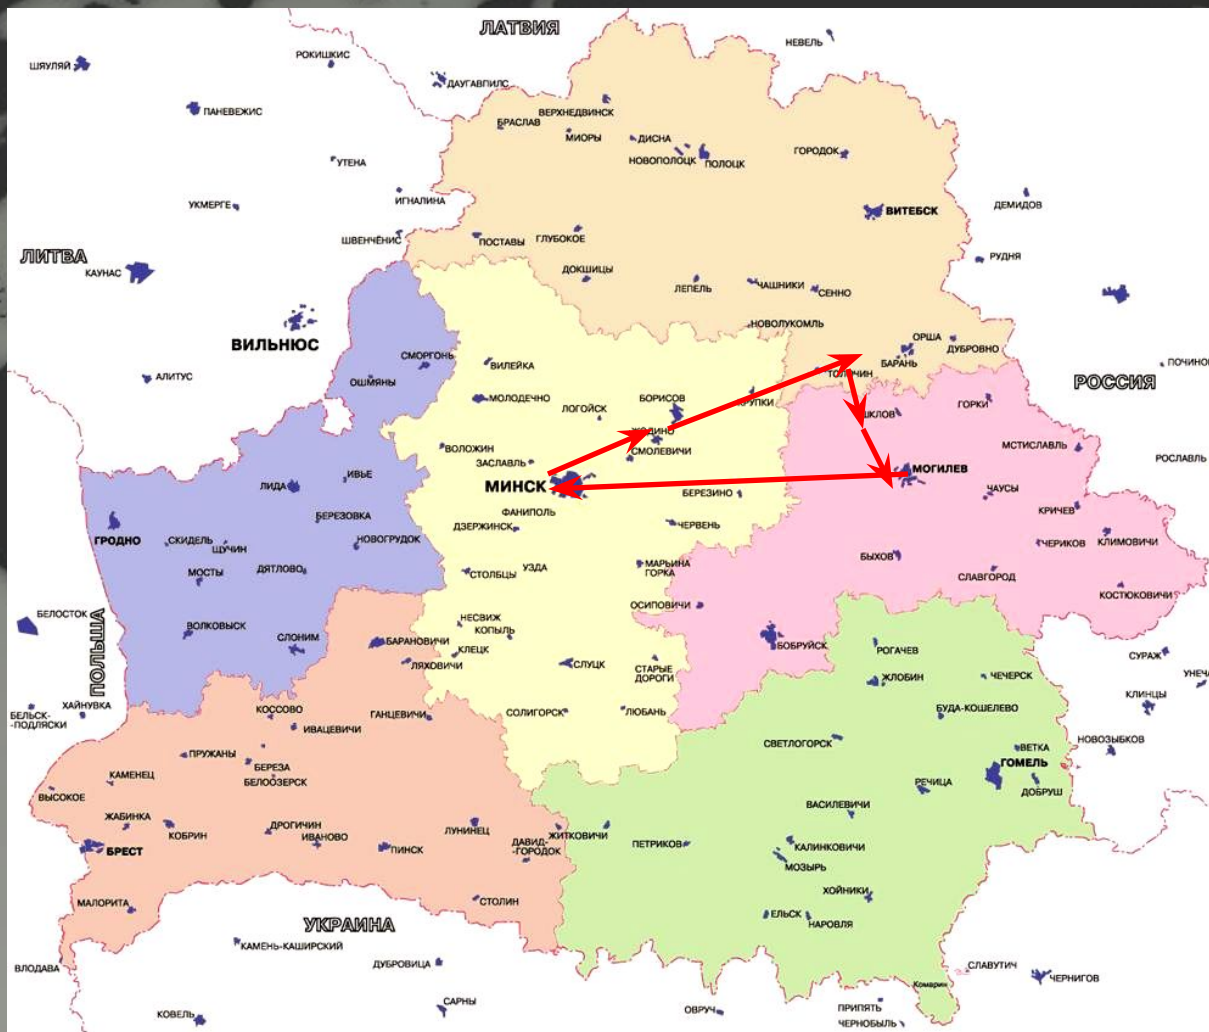 ЛАТВИЯ
НЕВЕЛЬ
РОКИШКИС
ШЯУЛЯЙ
ДАУГАВПИЛС
ПАНЕВЕЖИС
ВЕРХНЕДВИНСК
БРАСЛАВ
МИОРЫ
ДИСНА
НОВОПОЛОЦК
ПОЛОЦК
ГОРОДОК
УТЕНА
ИГНАЛИНА
УКМЕРГЕ
ВИТЕБСК
ДЕМИДОВ
ШВЕНЧЁНИС
ПОСТАВЫ
ГЛУБОКОЕ
ЛИТВА
КАУНАС
РУДНЯ
ДОКШИЦЫ
ЛЕПЕЛЬ
ЧАШНИКИ
СЕННО
НОВОЛУКОМЛЬ
ВИЛЬНЮС
ОРША
ДУБРОВНО
БАРАНЬ
СМОРГОНЬ
ВИЛЕЙКА
ПОЧИНОК
АЛИТУС
ОШМЯНЫ
ТОЛОЧИН
РОССИЯ
МОЛОДЕЧНО
ЛОГОЙСК
БОРИСОВ
КРУПКИ
ШКЛОВ
ГОРКИ
ЖОДИНО
ВОЛОЖИН
ЗАСЛАВЛЬ
СМОЛЕВИЧИ
МСТИСЛАВЛЬ
РОСЛАВЛЬ
МОГИЛЕВ
ИВЬЕ
ЛИДА
МИНСК
БЕРЕЗИНО
ЧАУСЫ
КРИЧЕВ
БЕРЕЗОВКА
ФАНИПОЛЬ
ДЗЕРЖИНСК
ЧЕРВЕНЬ
ГРОДНО
СКИДЕЛЬ
ЩУЧИН
НОВОГРУДОК
ЧЕРИКОВ
КЛИМОВИЧИ
МОСТЫ
ДЯТЛОВО
СТОЛБЦЫ
УЗДА
МАРЬИНА
ГОРКА
БЫХОВ
СЛАВГОРОД
КОСТЮКОВИЧИ
БЕЛОСТОК
ПОЛЬША
ВОЛКОВЫСК
СЛОНИМ
БАРАНОВИЧИ
НЕСВИЖ
КОПЫЛЬ
КЛЕЦК
ОСИПОВИЧИ
БОБРУЙСК
РОГАЧЕВ
СУРАЖ
ЛЯХОВИЧИ
СЛУЦК
СТАРЫЕ
ДОРОГИ
ЖЛОБИН
ЧЕЧЕРСК
УНЕЧА
КЛИНЦЫ
ХАЙНУВКА
БЕЛЬСК-
-ПОДЛЯСКИ
КОССОВО
ИВАЦЕВИЧИ
ГАНЦЕВИЧИ
СОЛИГОРСК
ЛЮБАНЬ
БУДА-КОШЕЛЕВО
СВЕТЛОГОРСК
ВЕТКА
НОВОЗЫБКОВ
ПРУЖАНЫ
БЕРЕЗА
БЕЛООЗЕРСК
КАМЕНЕЦ
ВЫСОКОЕ
ГОМЕЛЬ
РЕЧИЦА
ДОБРУШ
ЖАБИНКА
КОБРИН
ДРОГИЧИН
ИВАНОВО
ЛУНИНЕЦ
ВАСИЛЕВИЧИ
БРЕСТ
ПИНСК
ДАВИД-
-ГОРОДОК
ЖИТКОВИЧИ
ПЕТРИКОВ
КАЛИНКОВИЧИ
МОЗЫРЬ
МАЛОРИТА
СТОЛИН
ХОЙНИКИ
ЕЛЬСК
НАРОВЛЯ
УКРАИНА
КАМЕНЬ-КАШИРСКИЙ
ДУБРОВИЦА
ВЛОДАВА
СЛАВУТИЧ
ЧЕРНИГОВ
Комарин
КОВЕЛЬ
САРНЫ
ОВРУЧ
ПРИПЯТЬ
ЧЕРНОБЫЛЬ